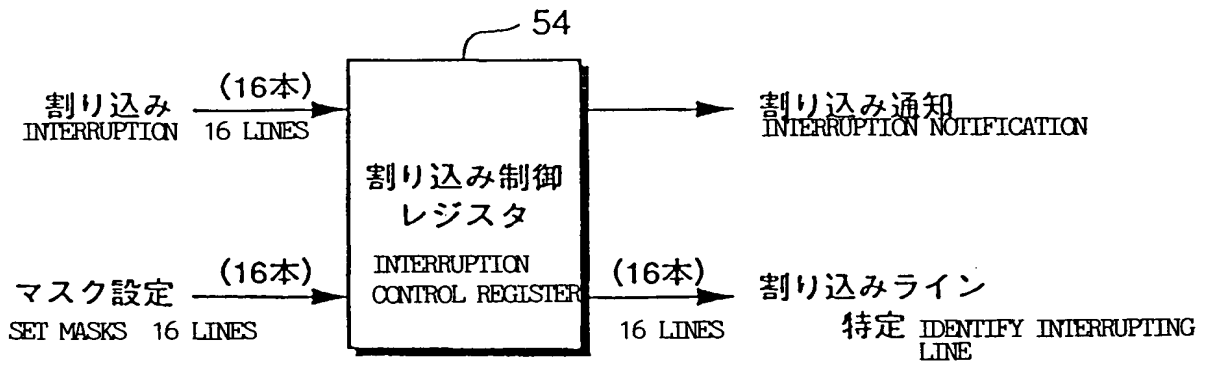 54
割り込み (16本)
INTERRUPTION 16 LINES
割り込み通知
INTERRUPTION NOTIFICATION
割り込み制御
レジスタ
INTERRUPTION
CONTROL REGISTER
マスク設定 (16本)
SET MASKS 16 LINES
(16本)
16 LINES
割り込みライン
特定 IDENTIFY INTERRUPTING
LINE